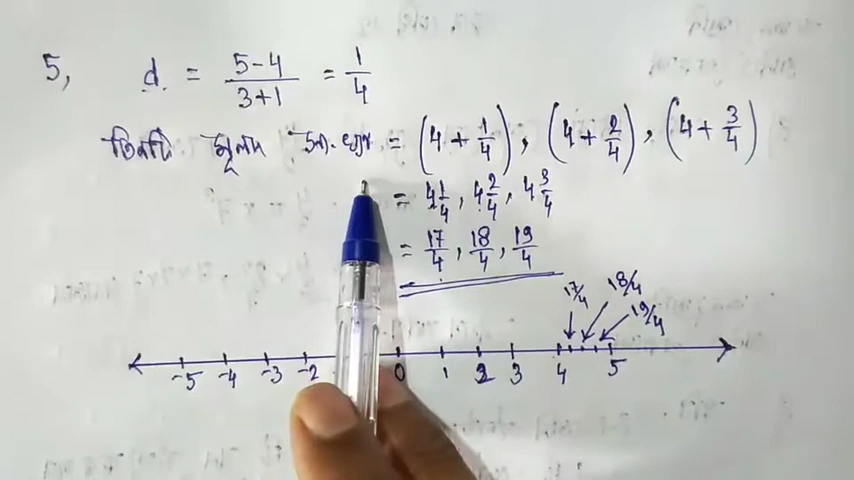 5, d = 5-4/3+1 = 1/4
তিনটি মূলদ = (4 + 1/4), (4 + 2/4), (4 + 3/4)
= 4 1/4, 4 2/4, 4 3/4
= 17/4, 18/4, 19/4
17/4 18/4 19/4
-5 -4 -3 -2 0 1 2 3 4 5